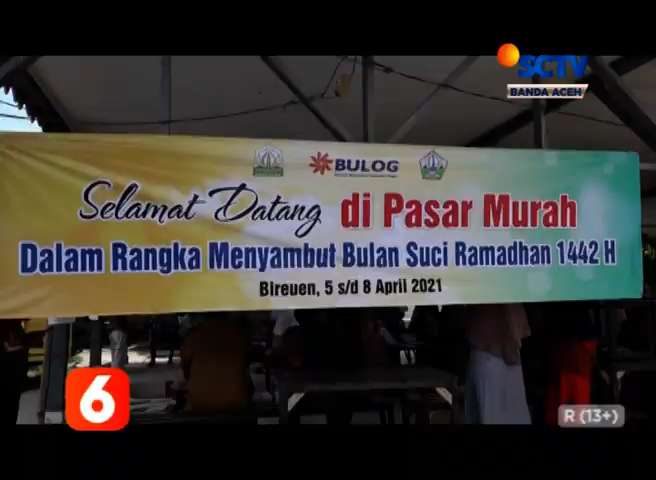 SCTV
BANDA ACEH
BULOG
Selamat Datang di Pasar Murah
Dalam Rangka Menyambut Bulan Suci Ramadhan 1442 H
Bireuen, 5 s/d 8 April 2021
6
R (13+)